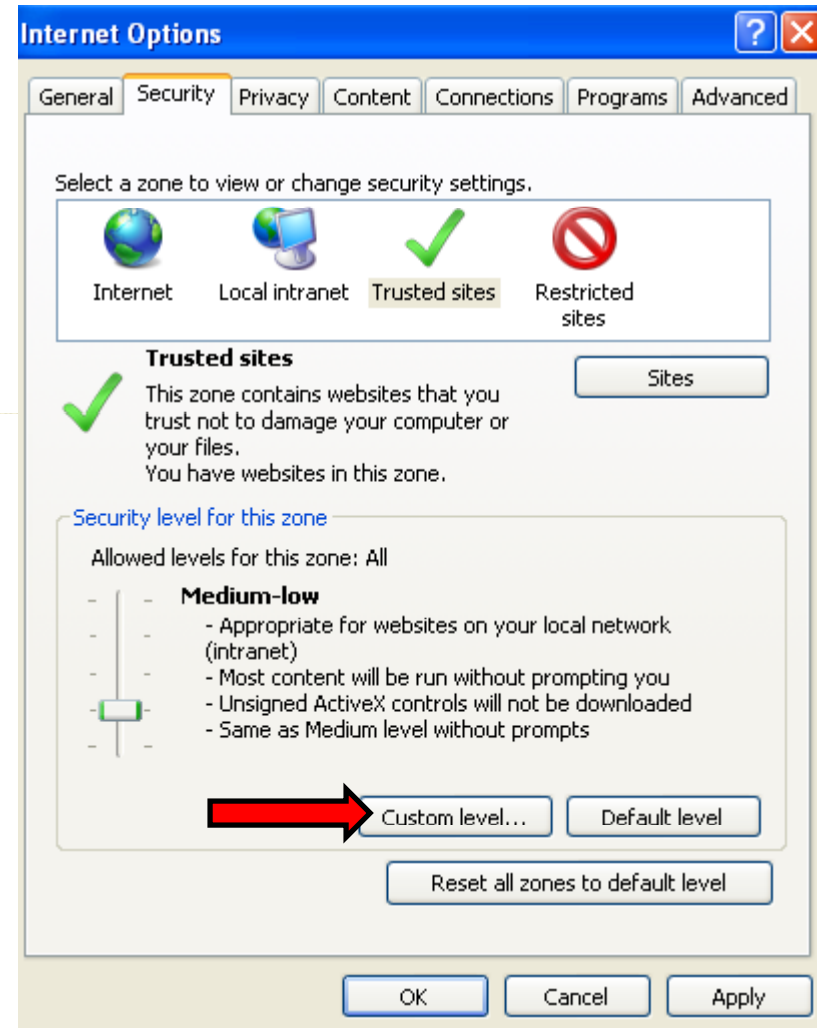 Internet Options
General Security Privacy Content Connections Programs Advanced
Select a zone to view or change security settings.
Internet Local intranet Trusted sites Restricted
sites
Trusted sites
Sites
This zone contains websites that you
trust not to damage your computer or
your files.
You have websites in this zone.
Security level for this zone
Allowed levels for this zone: All
Medium-low
- Appropriate for websites on your local network
(intranet)
- Most content will be run without prompting you
- Unsigned ActiveX controls will not be downloaded
- Same as Medium level without prompts
Custom level... Default level
Reset all zones to default level
OK Cancel Apply